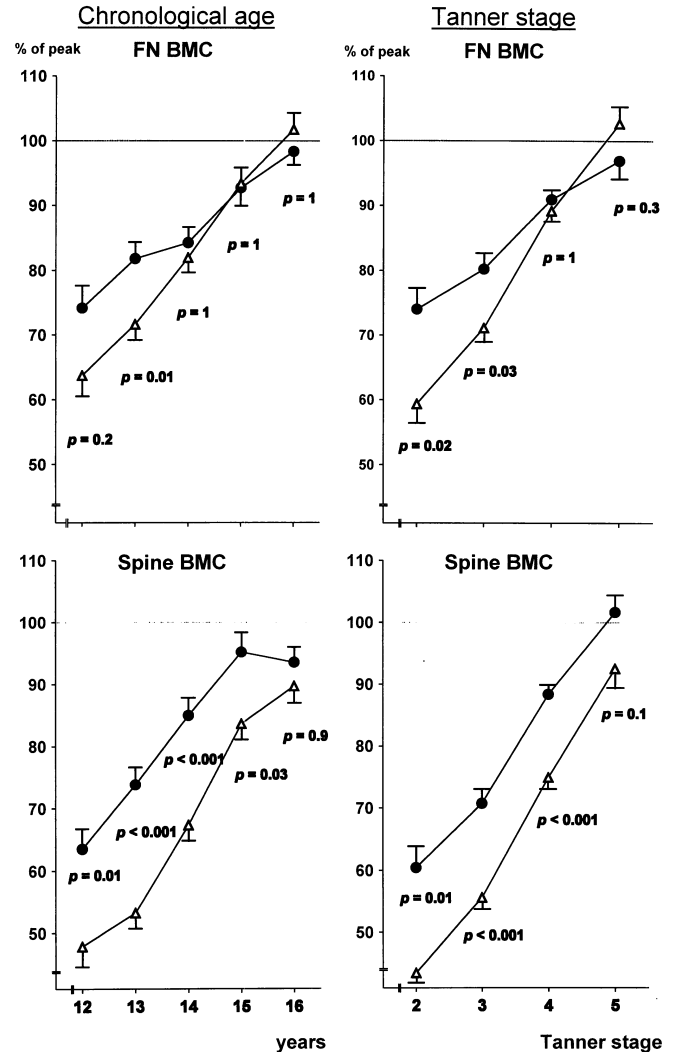 Chronological age
Tanner stage
% of peak
FN BMC
% of peak
FN BMC
110
100
90
80
70
60
50
p = 0.2
p = 0.01
p = 1
p = 1
p = 1
110
100
90
80
70
60
50
p = 0.02
p = 0.03
p = 1
p = 0.3
Spine BMC
Spine BMC
110
100
90
80
70
60
50
p = 0.01
p < 0.001
p < 0.001
p = 0.03
p = 0.9
12 13 14 15 16
years
110
100
90
80
70
60
50
p = 0.01
p < 0.001
p < 0.001
p = 0.1
2 3 4 5
Tanner stage